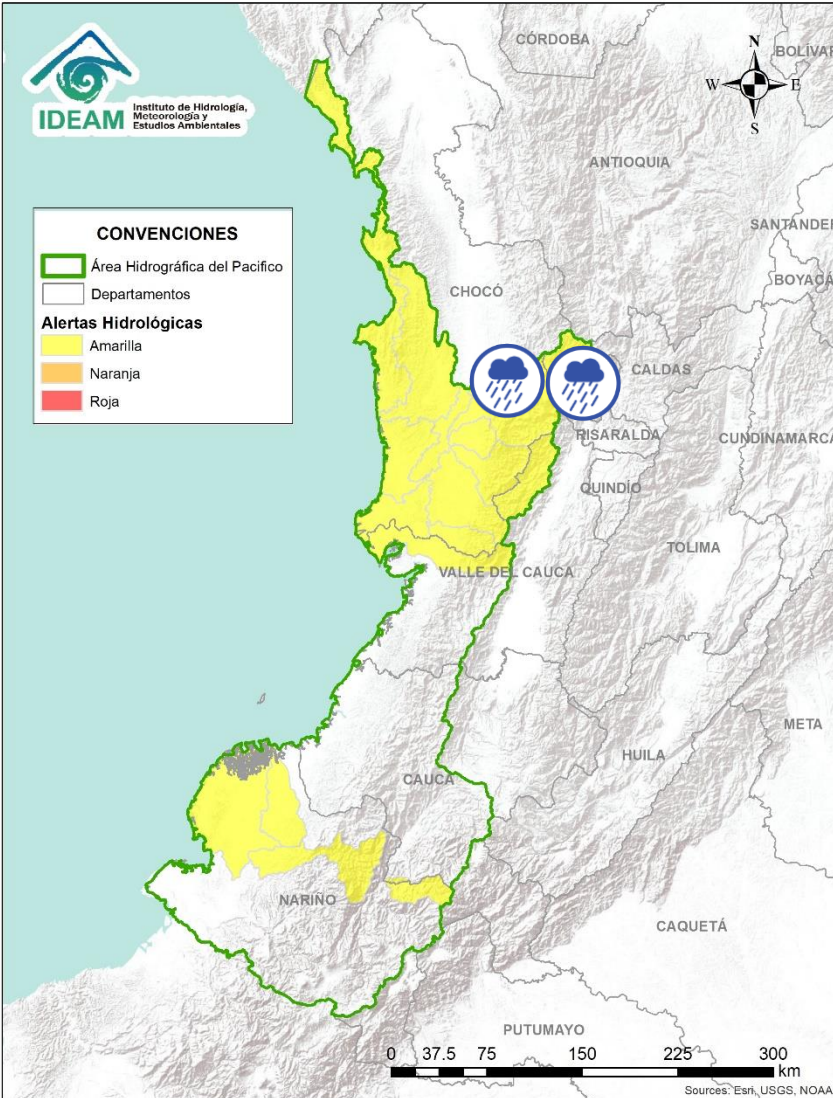 IDEAM
Instituto de Hidrología,
Meteorología y
Estudios Ambientales
N
W
E
S
CONVENCIONES
Área Hidrográfica del Pacifico
Departamentos
Alertas Hidrológicas
Amarilla
Naranja
Roja
CÓRDOBA
BOLÍVAR
ANTIOQUIA
SANTANDER
BOYACÁ
CHOCÓ
CALDAS
RISARALDA
CUNDINAMARCA
QUINDÍO
TOLIMA
VALLE DEL CAUCA
META
HUILA
CAUCA
NARIÑO
CAQUETÁ
PUTUMAYO
0 37.5 75 150 225 300
km
Sources: Esri, USGS, NOAA